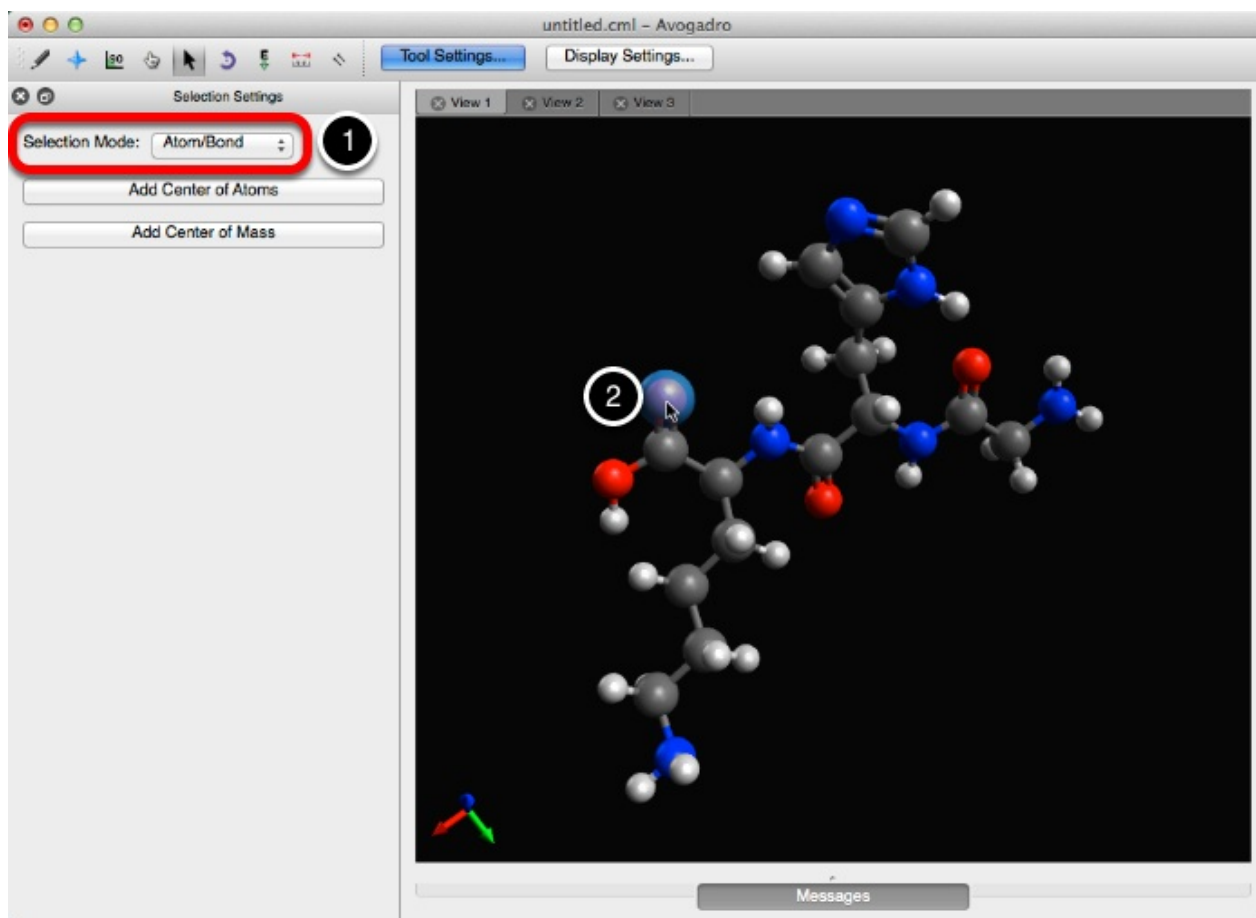 untitled.cml - Avogadro
Tool Settings... Display Settings...
Selection Settings
View 1 View 2 View 3
Selection Mode: Atom/Bond 1
Add Center of Atoms
Add Center of Mass
2
Messages